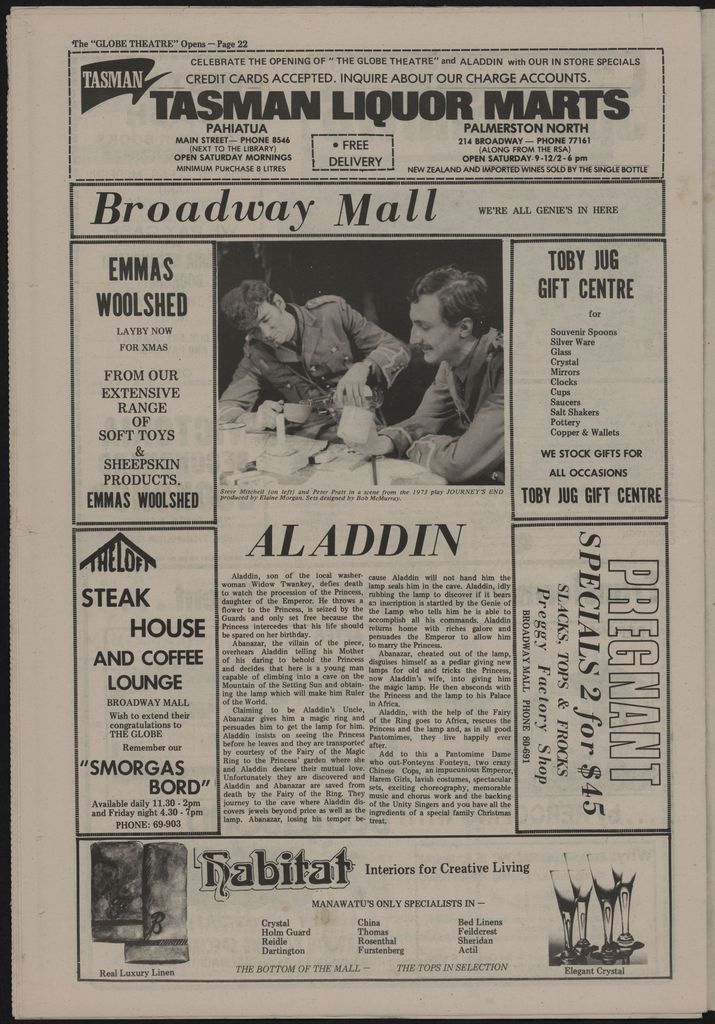 The "GLOBE THEATRE" Opens — Page 22
CELEBRATE THE OPENING OF "THE GLOBE THEATRE" and ALADDIN with OUR IN STORE SPECIALS
TASMAN
CREDIT CARDS ACCEPTED. INQUIRE ABOUT OUR CHARGE ACCOUNTS.
TASMAN LIQUOR MARTS
PAHIATUA
MAIN STREET— PHONE 8546
(NEXT TO THE LIBRARY)
OPEN SATURDAY MORNINGS
MINIMUM PURCHASE 8 LITRES
• FREE
DELIVERY
PALMERSTON NORTH
214 BROADWAY — PHONE 77161
(ALONG FROM THE RSA)
OPEN SATURDAY 9-12/2-6 pm
NEW ZEALAND AND IMPORTED WINES SOLD BY THE SINGLE BOTTLE
Broadway Mall
WE'RE ALL GENIE'S IN HERE
EMMAS
WOOLSHED
LAYBY NOW
FOR XMAS
FROM OUR
EXTENSIVE
RANGE
OF
SOFT TOYS
&
SHEEPSKIN
PRODUCTS.
EMMAS WOOLSHED
Steve Mitchell (on left) and Peter Pratt in a scene from the 1973 play JOURNEY'S END
produced by Elaine Morgan. Sets designed by Bob McMurray.
TOBY JUG
GIFT CENTRE
for
Souvenir Spoons
Silver Ware
Glass
Crystal
Mirrors
Clocks
Cups
Saucers
Salt Shakers
Pottery
Copper & Wallets
WE STOCK GIFTS FOR
ALL OCCASIONS
TOBY JUG GIFT CENTRE
THE LOFT
STEAK
HOUSE
AND COFFEE
LOUNGE
BROADWAY MALL
Wish to extend their
congratulations to
THE GLOBE
Remember our
"SMORGAS
BORD"
Available daily 11.30 - 2pm
and Friday night 4.30 - 7pm
PHONE: 69-903
ALADDIN
Aladdin, son of the local washer-
woman Widow Twankey, defies death
to watch the procession of the Princess,
daughter of the Emperor. He throws a
flower to the Princess, is seized by the
Guards and only set free because the
Princess intercedes that his life should
be spared on her birthday.
Abanazar, the villain of the piece,
overhears Aladdin telling his Mother
of his daring to behold the Princess
and decides that here is a young man
capable of climbing into a cave on the
Mountain of the Setting Sun and obtain-
ing the lamp which will make him Ruler
of the World.
Claiming to be Aladdin's Uncle,
Abanazar gives him a magic ring and
persuades him to get the lamp for him.
Aladdin insists on seeing the Princess
before he leaves and they are transported
by courtesy of the Fairy of the Magic
Ring to the Princess' garden where she
and Aladdin declare their mutual love.
Unfortunately they are discovered and
Aladdin and Abanazar are saved from
death by the Fairy of the Ring. They
journey to the cave where Aladdin dis-
covers jewels beyond price as well as the
lamp. Abanazar, losing his temper be-
cause Aladdin will not hand him the
lamp seals him in the cave. Aladdin, idly
rubbing the lamp to discover if it bears
an inscription is startled by the Genie of
the Lamp who tells him he is able to
accomplish all his commands. Aladdin
returns home with riches galore and
persuades the Emperor to allow him
to marry the Princess.
Abanazar, cheated out of the lamp,
disguises himself as a pedlar giving new
lamps for old and tricks the Princess,
now Aladdin's wife, into giving him
the magic lamp. He then absconds with
the Princess and the lamp to his Palace
in Africa.
Aladdin, with the help of the Fairy
of the Ring goes to Africa, rescues the
Princess and the lamp and, as in all good
Pantomimes, they live happily ever
after.
Add to this a Pantomime Dame
who out-Fonteyns Fonteyn, two crazy
Chinese Cops, an impucunious Emperor,
Harem Girls, lavish costumes, spectacular
sets, exciting choreography, memorable
music and chorus work and the backing
of the Unity Singers and you have all the
ingredients of a special family Christmas
treat.
PREGNANT
SPECIALS 2 for $45
SLACKS, TOPS & FROCKS
Preggy Factory Shop
BROADWAY MALL PHONE 80-691
Habitat
Interiors for Creative Living
MANAWATU'S ONLY SPECIALISTS IN —
Crystal
Holm Guard
Reidle
Dartington
China
Thomas
Rosenthal
Furstenberg
Bed Linens
Feildcrest
Sheridan
Actil
Real Luxury Linen
THE BOTTOM OF THE MALL — THE TOPS IN SELECTION
Elegant Crystal